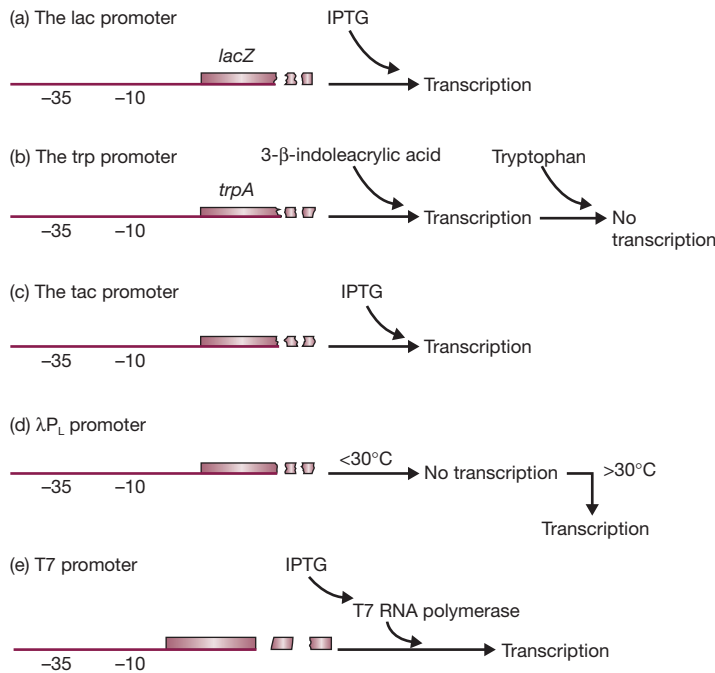 (a) The lac promoter
IPTG
lacZ
Transcription
–35 –10
(b) The trp promoter
3-β-indoleacrylic acid
Tryptophan
trpA
Transcription
No
transcription
–35 –10
(c) The tac promoter
IPTG
Transcription
–35 –10
(d) λPL promoter
<30°C
No transcription
>30°C
–35 –10
Transcription
(e) T7 promoter
IPTG
T7 RNA polymerase
Transcription
–35 –10